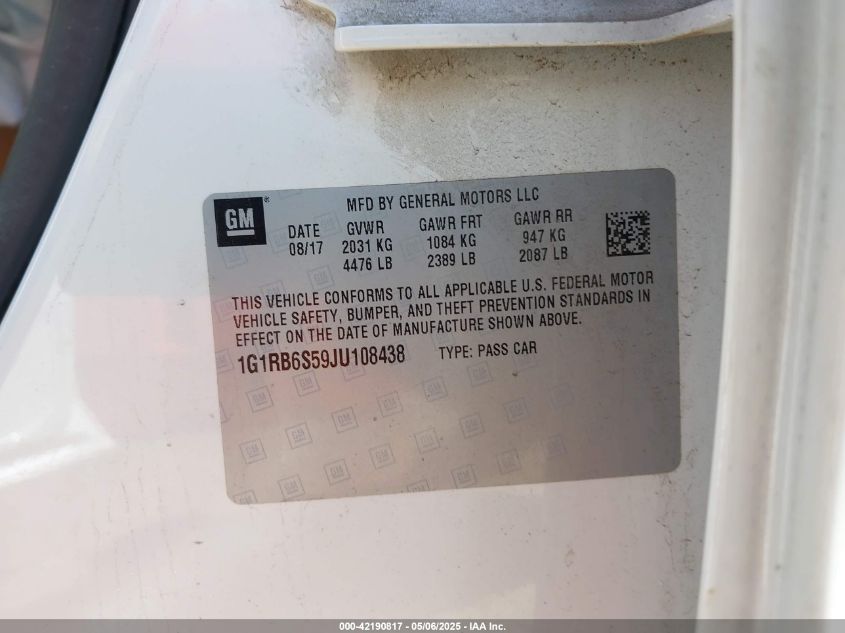 GM®
MFD BY GENERAL MOTORS LLC
DATE GVWR GAWR FRT GAWR RR
08/17 2031 KG 1084 KG 947 KG
4476 LB 2389 LB 2087 LB
THIS VEHICLE CONFORMS TO ALL APPLICABLE U.S. FEDERAL MOTOR
VEHICLE SAFETY, BUMPER, AND THEFT PREVENTION STANDARDS IN
EFFECT ON THE DATE OF MANUFACTURE SHOWN ABOVE.
1G1RB6S59JU108438 TYPE: PASS CAR
000-42190817 - 05/06/2025 - IAA Inc.